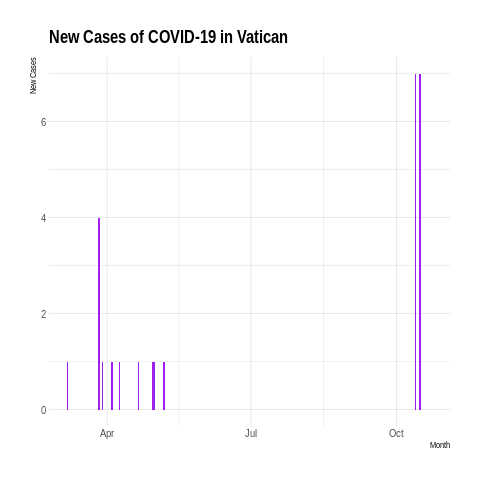 New Cases of COVID-19 in Vatican
New Cases
6
4
2
0
Apr
Jul
Oct
Month